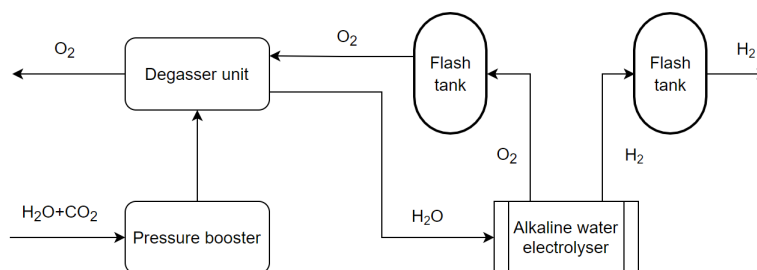 O₂
Degasser unit
O₂
Flash
tank
Flash
tank
H₂
O₂
H₂
H₂O+CO₂
Pressure booster
H₂O
Alkaline water
electrolyser